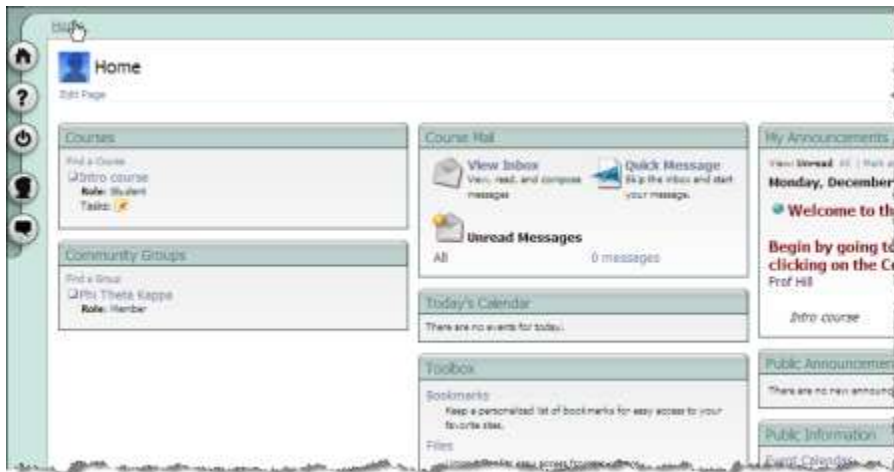 Home
Home
Edit Page
Courses
Find a Course
Intro course
Role: Student
Tasks:
Community Groups
Find a Group
Phi Theta Kappa
Role: Member
Course Mail
View Inbox
View, read, and compose
messages
Quick Message
Skip the inbox and start
your message.
Unread Messages
All 0 messages
Today's Calendar
There are no events for today.
Toolbox
Bookmarks
Keep a personalized list of bookmarks for easy access to your
favorite sites.
Files
My Announcements
View: Unread All
Monday, December
Welcome to th
Begin by going to
clicking on the Co
Prof Hill
Intro course
Public Announcemen
There are no new announc
Public Information
Event Calendar